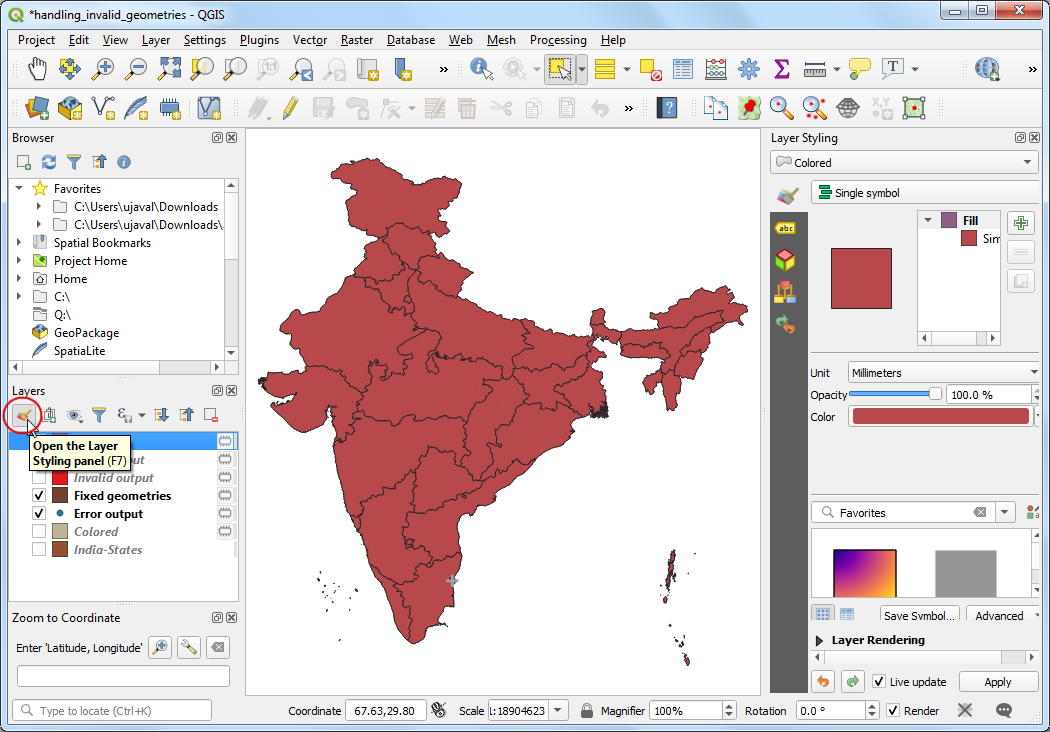 *handling_invalid_geometries - QGIS
Project Edit View Layer Settings Plugins Vector Raster Database Web Mesh Processing Help
1:1
X,Y
Browser
Favorites
C:\Users\ujaval\Downloads
C:\Users\ujaval\Downloads\
Spatial Bookmarks
Project Home
Home
C:\
Q:\
GeoPackage
SpatiaLite
Layers
Open the Layer
Styling panel (F7)
Invalid output
Fixed geometries
Error output
Colored
India-States
Zoom to Coordinate
Enter 'Latitude, Longitude'
Type to locate (Ctrl+K)
Layer Styling
Colored
Single symbol
abc
Fill
Sim
Unit Millimeters
Opacity 100.0 %
Color
Favorites
Save Symbol... Advanced
Layer Rendering
Live update Apply
Coordinate 67.63,29.80 Scale 1:18904623 Magnifier 100% Rotation 0.0 ° Render